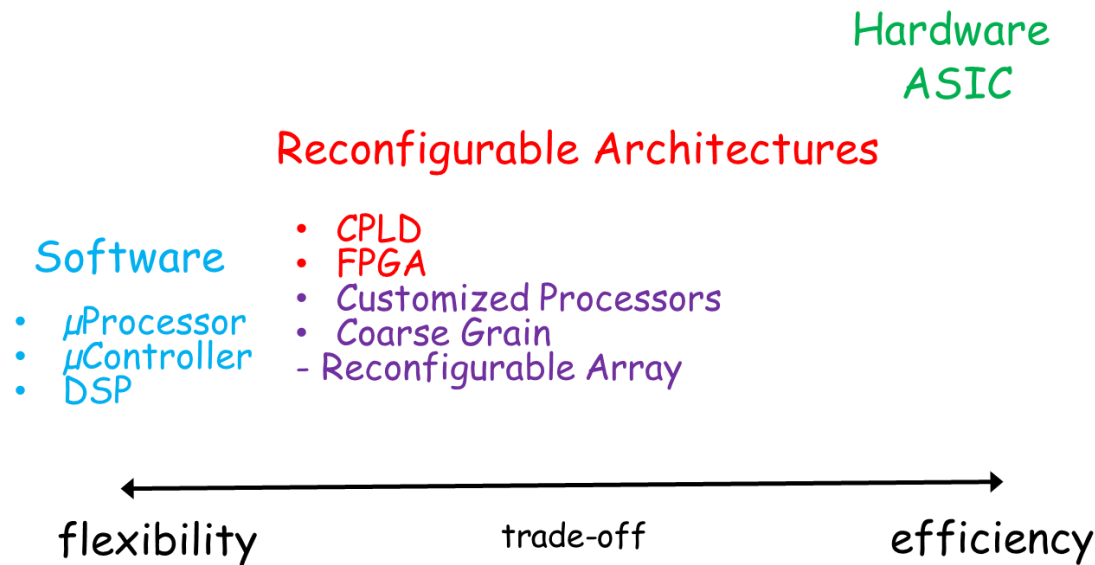 Hardware
ASIC
Reconfigurable Architectures
Software
• µProcessor
• µController
• DSP
• CPLD
• FPGA
• Customized Processors
• Coarse Grain
- Reconfigurable Array
flexibility
trade-off
efficiency